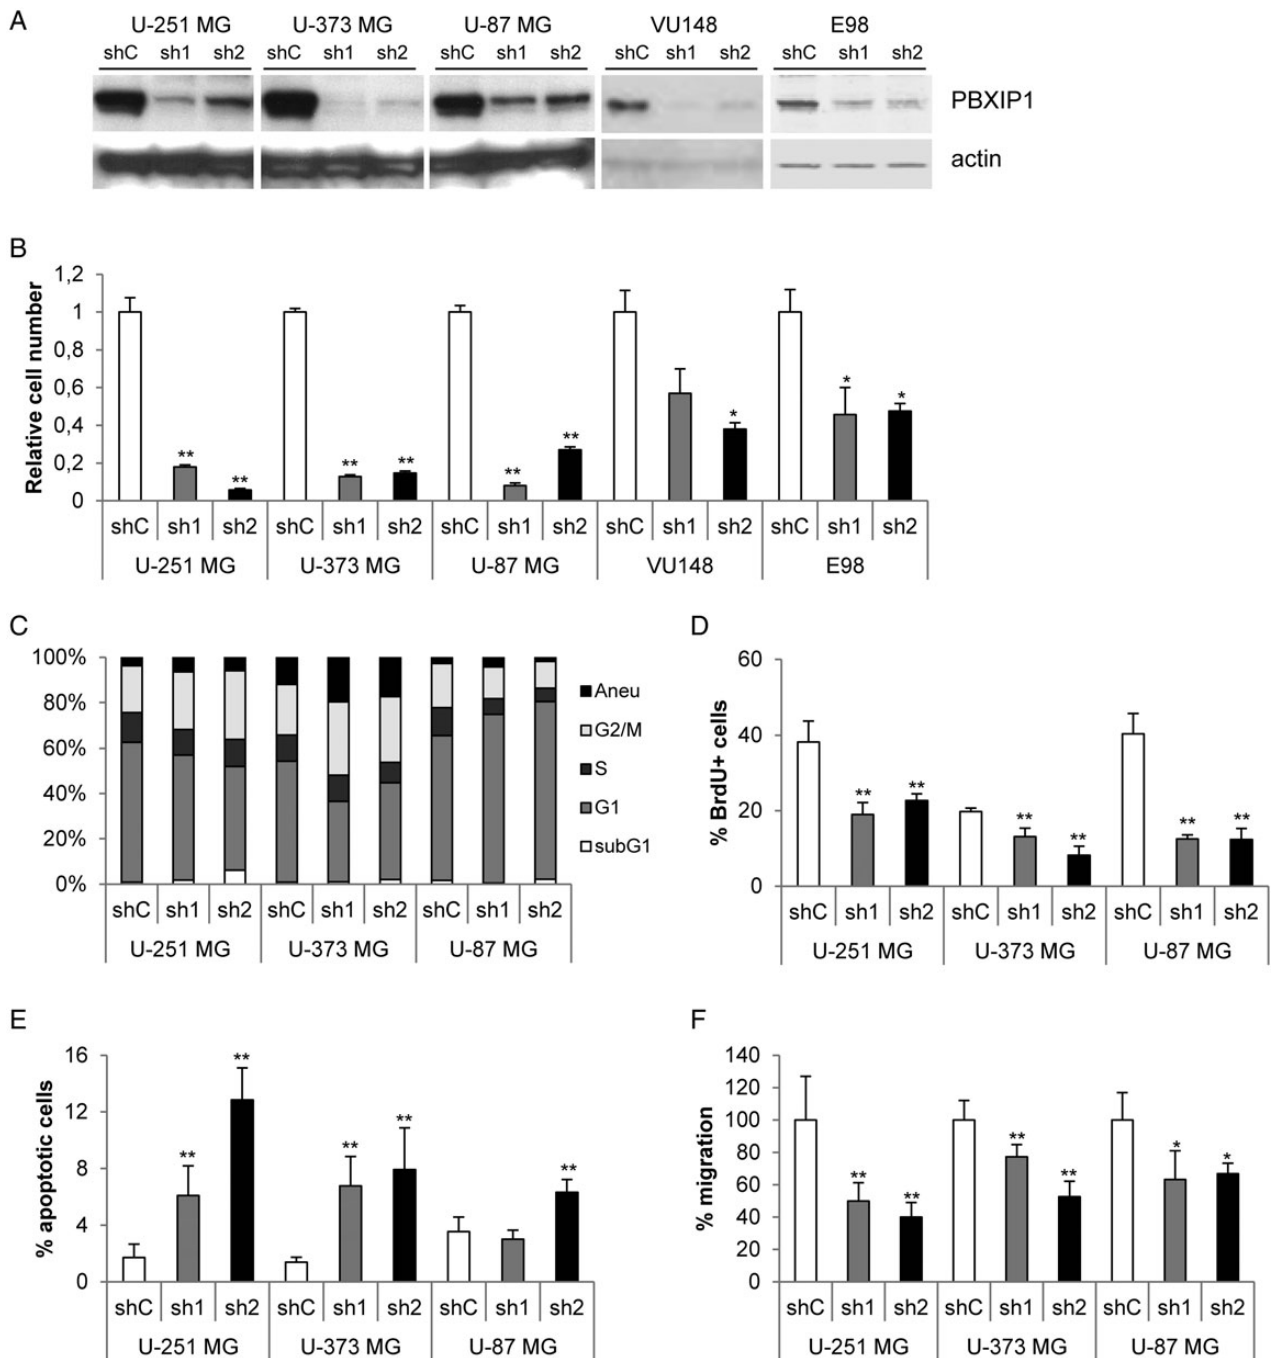 A
U-251 MG U-373 MG U-87 MG VU148 E98
shC sh1 sh2 shC sh1 sh2 shC sh1 sh2 shC sh1 sh2 shC sh1 sh2
PBXIP1
actin
B
Relative cell number
1,2
1
0,8
0,6
0,4
0,2
0
** ** ** ** ** ** * * *
shC sh1 sh2 shC sh1 sh2 shC sh1 sh2 shC sh1 sh2 shC sh1 sh2
U-251 MG U-373 MG U-87 MG VU148 E98
C
100%
80%
60%
40%
20%
0%
Aneu
G2/M
S
G1
subG1
shC sh1 sh2 shC sh1 sh2 shC sh1 sh2
U-251 MG U-373 MG U-87 MG
D
% BrdU+ cells
60
40
20
0
** ** ** ** ** **
shC sh1 sh2 shC sh1 sh2 shC sh1 sh2
U-251 MG U-373 MG U-87 MG
E
% apoptotic cells
16
12
8
4
0
** ** ** ** **
shC sh1 sh2 shC sh1 sh2 shC sh1 sh2
U-251 MG U-373 MG U-87 MG
F
% migration
140
120
100
80
60
40
20
0
** ** ** ** * *
shC sh1 sh2 shC sh1 sh2 shC sh1 sh2
U-251 MG U-373 MG U-87 MG